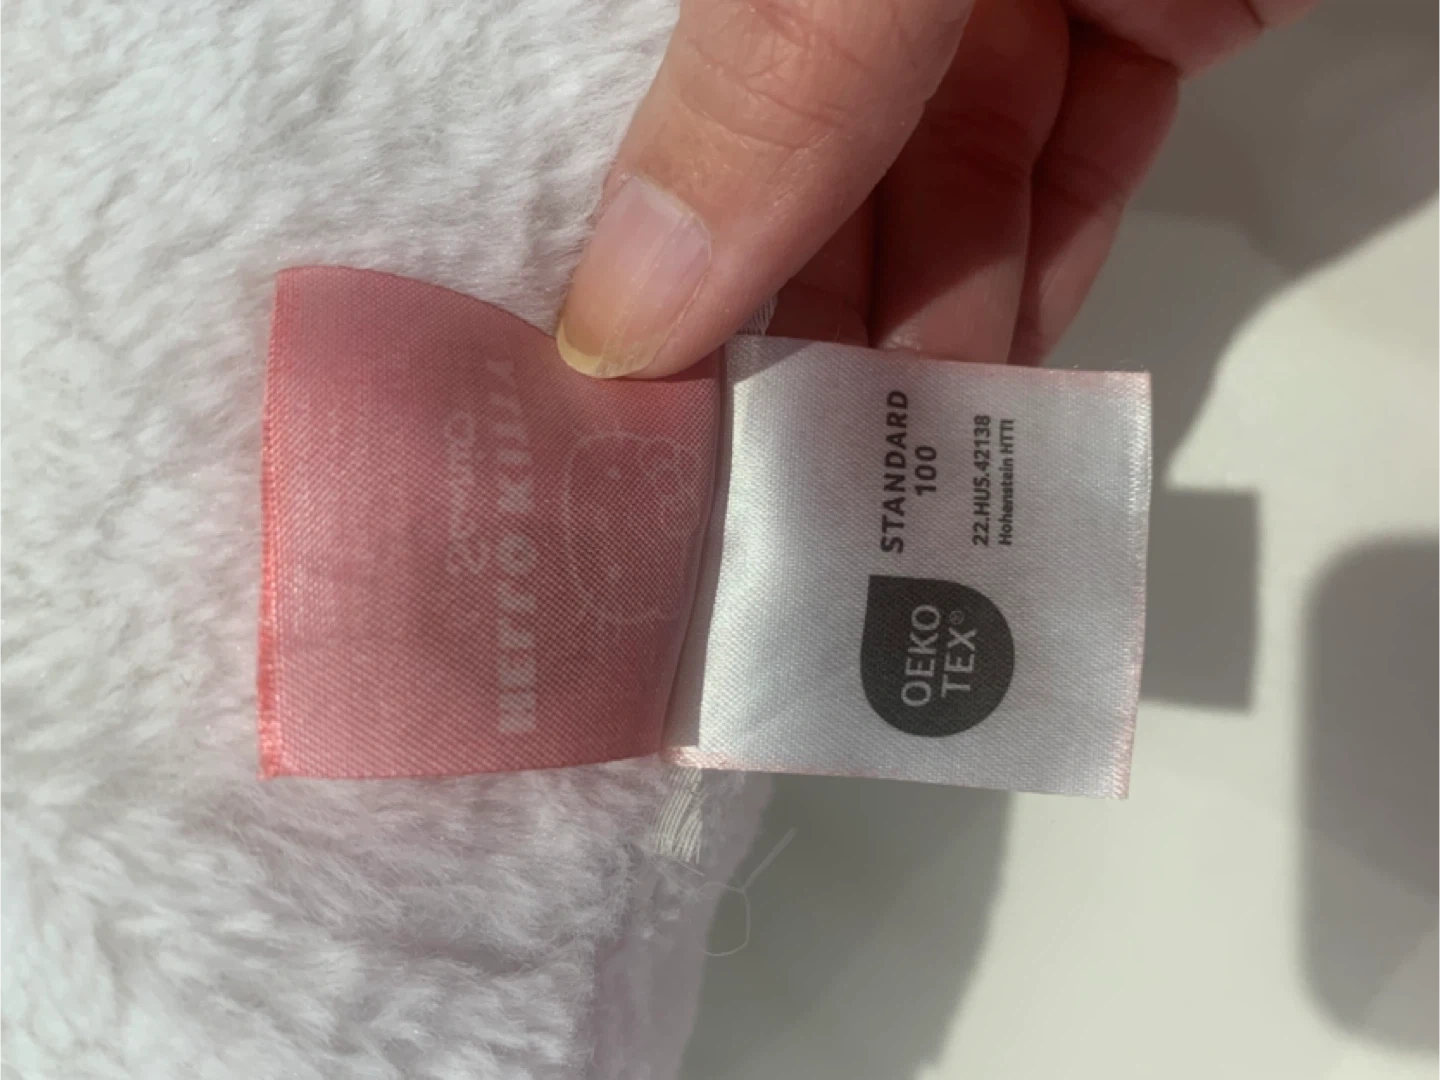 HELLO KITTY
OEKO
TEX®
STANDARD
100
22.HUS.42138
Hohenstein HTTI